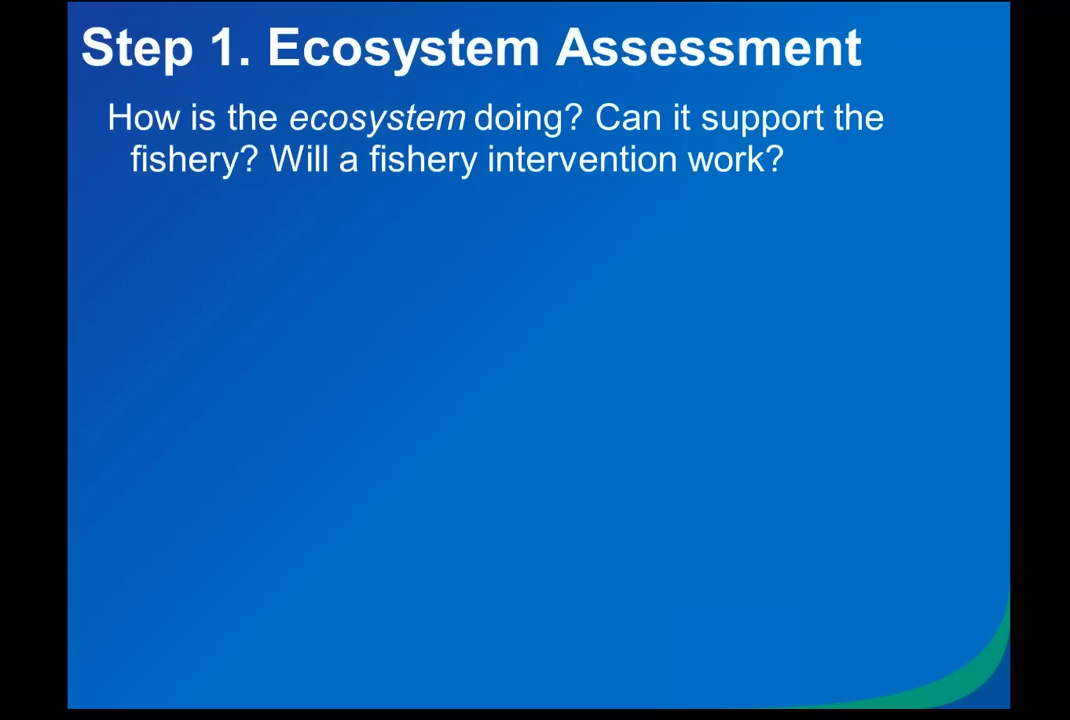 Step 1. Ecosystem Assessment
How is the ecosystem doing? Can it support the
fishery? Will a fishery intervention work?